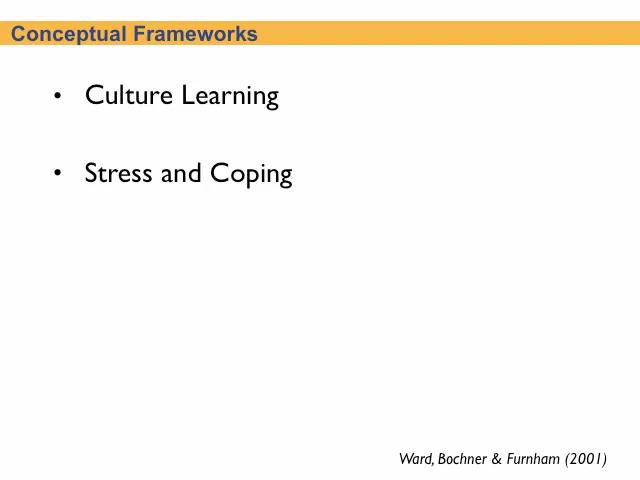 Conceptual Frameworks
• Culture Learning
• Stress and Coping
Ward, Bochner & Furnham (2001)